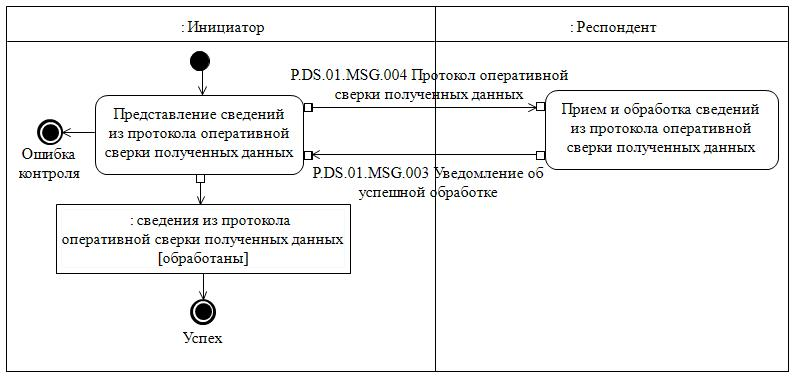 : Инициатор
: Респондент
P.DS.01.MSG.004 Протокол оперативной
сверки полученных данных
Представление сведений
из протокола оперативной
сверки полученных данных
Прием и обработка сведений
из протокола оперативной
сверки полученных данных
Ошибка
контроля
P.DS.01.MSG.003 Уведомление об
успешной обработке
: сведения из протокола
оперативной сверки полученных данных
[обработаны]
Успех